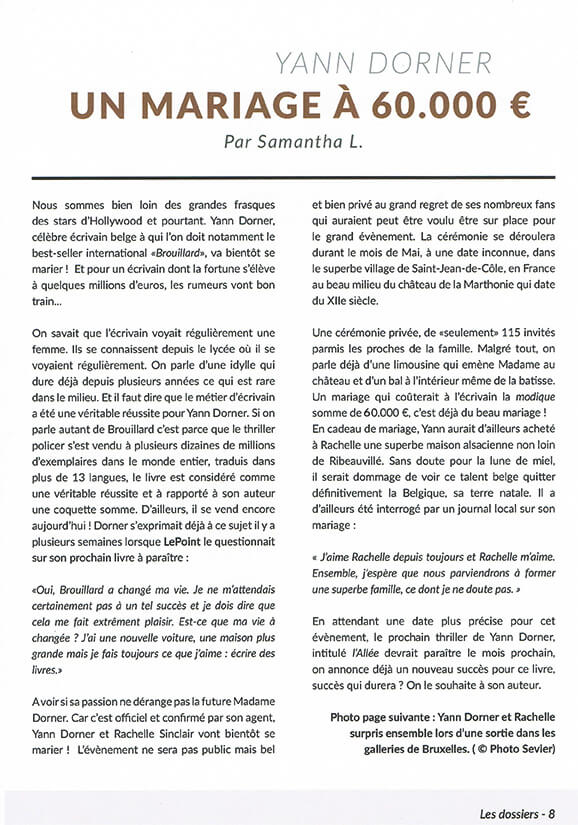 YANN DORNER
UN MARIAGE À 60.000 €
Par Samantha L.
Nous sommes bien loin des grandes frasques
des stars d'Hollywood et pourtant. Yann Dorner,
célèbre écrivain belge à qui l'on doit notamment le
best-seller international «Brouillard», va bientôt se
marier ! Et pour un écrivain dont la fortune s'élève
à quelques millions d'euros, les rumeurs vont bon
train...
On savait que l'écrivain voyait régulièrement une
femme. Ils se connaissent depuis le lycée où il se
voyaient régulièrement. On parle d'une idylle qui
dure déjà depuis plusieurs années ce qui est rare
dans le milieu. Et il faut dire que le métier d'écrivain
a été une véritable réussite pour Yann Dorner. Si on
parle autant de Brouillard c'est parce que le thriller
policer s'est vendu à plusieurs dizaines de millions
d'exemplaires dans le monde entier, traduis dans
plus de 13 langues, le livre est considéré comme
une véritable réussite et à rapporté à son auteur
une coquette somme. D'ailleurs, il se vend encore
aujourd'hui ! Dorner s'exprimait déjà à ce sujet il y a
plusieurs semaines lorsque LePoint le questionnait
sur son prochain livre à paraître :
«Oui, Brouillard a changé ma vie. Je ne m'attendais
certainement pas à un tel succès et je dois dire que
cela me fait extrêment plaisir. Est-ce que ma vie à
changée ? J'ai une nouvelle voiture, une maison plus
grande mais je fais toujours ce que j'aime : écrire des
livres.»
A voir si sa passion ne dérange pas la future Madame
Dorner. Car c'est officiel et confirmé par son agent,
Yann Dorner et Rachelle Sinclair vont bientôt se
marier ! L'évènement ne sera pas public mais bel
et bien privé au grand regret de ses nombreux fans
qui auraient peut être voulu être sur place pour
le grand évènement. La cérémonie se déroulera
durant le mois de Mai, à une date inconnue, dans
le superbe village de Saint-Jean-de-Côle, en France
au beau milieu du château de la Marthonie qui date
du XIIe siècle.
Une cérémonie privée, de «seulement» 115 invités
parmis les proches de la famille. Malgré tout, on
parle déjà d'une limousine qui emène Madame au
château et d'un bal à l'intérieur même de la batisse.
Un mariage qui coûterait à l'écrivain la modique
somme de 60.000 €, c'est déjà du beau mariage !
En cadeau de mariage, Yann aurait d'ailleurs acheté
à Rachelle une superbe maison alsacienne non loin
de Ribeauvillé. Sans doute pour la lune de miel,
il serait dommage de voir ce talent belge quitter
définitivement la Belgique, sa terre natale. Il a
d'ailleurs été interrogé par un journal local sur son
mariage :
« J'aime Rachelle depuis toujours et Rachelle m'aime.
Ensemble, j'espère que nous parviendrons à former
une superbe famille, ce dont je ne doute pas. »
En attendant une date plus précise pour cet
évènement, le prochain thriller de Yann Dorner,
intitulé l'Allée devrait paraître le mois prochain,
on annonce déjà un nouveau succès pour ce livre,
succès qui durera ? On le souhaite à son auteur.
Photo page suivante : Yann Dorner et Rachelle
surpris ensemble lors d'une sortie dans les
galleries de Bruxelles. ( © Photo Sevier)
Les dossiers - 8